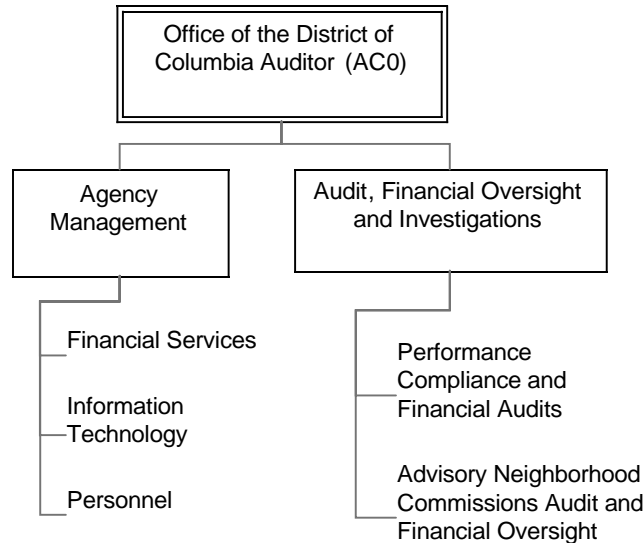 Office of the District of
Columbia Auditor (AC0)
Agency
Management
Audit, Financial Oversight
and Investigations
Financial Services
Information
Technology
Personnel
Performance
Compliance and
Financial Audits
Advisory Neighborhood
Commissions Audit and
Financial Oversight